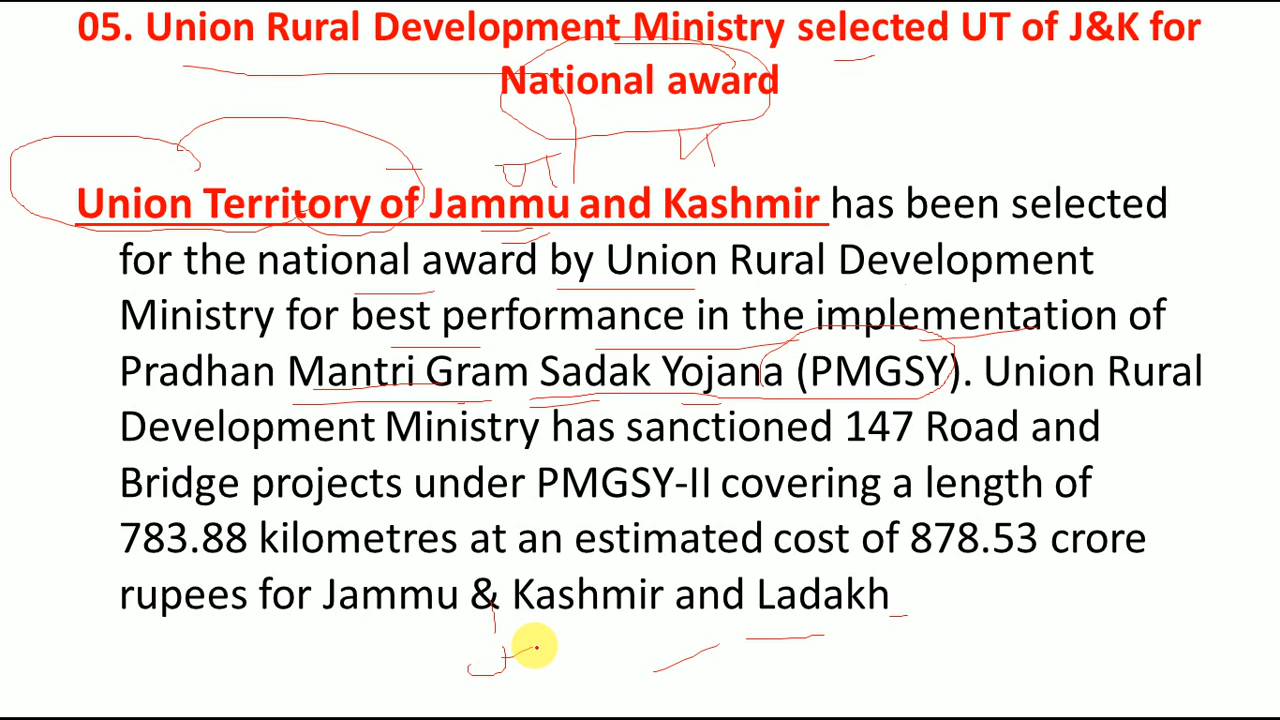 05. Union Rural Development Ministry selected UT of J&K for
National award
UT
Union Territory of Jammu and Kashmir has been selected
for the national award by Union Rural Development
Ministry for best performance in the implementation of
Pradhan Mantri Gram Sadak Yojana (PMGSY). Union Rural
Development Ministry has sanctioned 147 Road and
Bridge projects under PMGSY-II covering a length of
783.88 kilometres at an estimated cost of 878.53 crore
rupees for Jammu & Kashmir and Ladakh